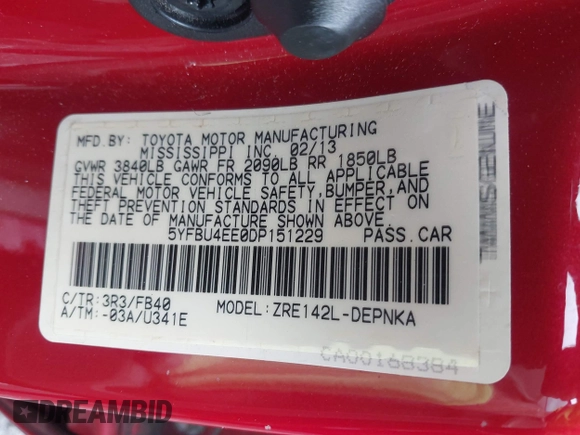 MFD.BY: TOYOTA MOTOR MANUFACTURING
MISSISSIPPI INC. 02/13
GVWR 3840LB GAWR FR 2090LB RR 1850LB
THIS VEHICLE CONFORMS TO ALL APPLICABLE
FEDERAL MOTOR VEHICLE SAFETY,BUMPER,AND
THEFT PREVENTION STANDARDS IN EFFECT ON
THE DATE OF MANUFACTURE SHOWN ABOVE.
5YFBU4EE0DP151229 PASS.CAR
C/TR:3R3/FB40 MODEL:ZRE142L-DEPNKA
A/TM:-03A/U341E
CA00168384
DREAMBID